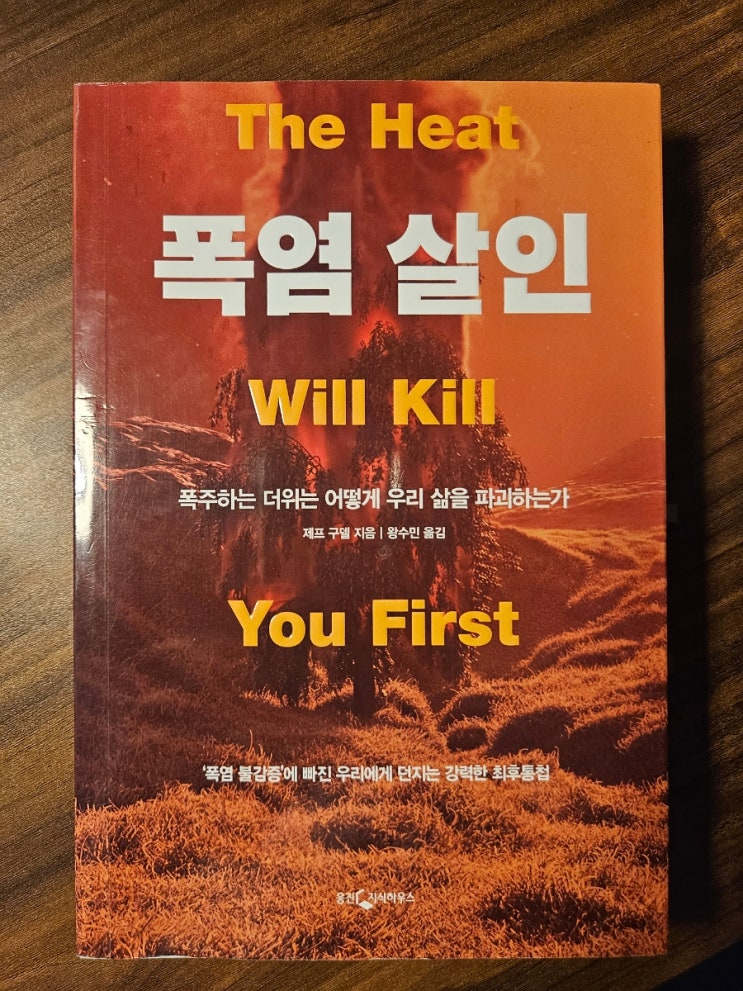 The Heat
폭염 살인
Will Kill
폭주하는 더위는 어떻게 우리 삶을 파괴하는가
제프 구델 지음 | 왕수민 옮김
You First
‘폭염 불감증’에 빠진 우리에게 던지는 강력한 최후통첩
웅진 지식하우스